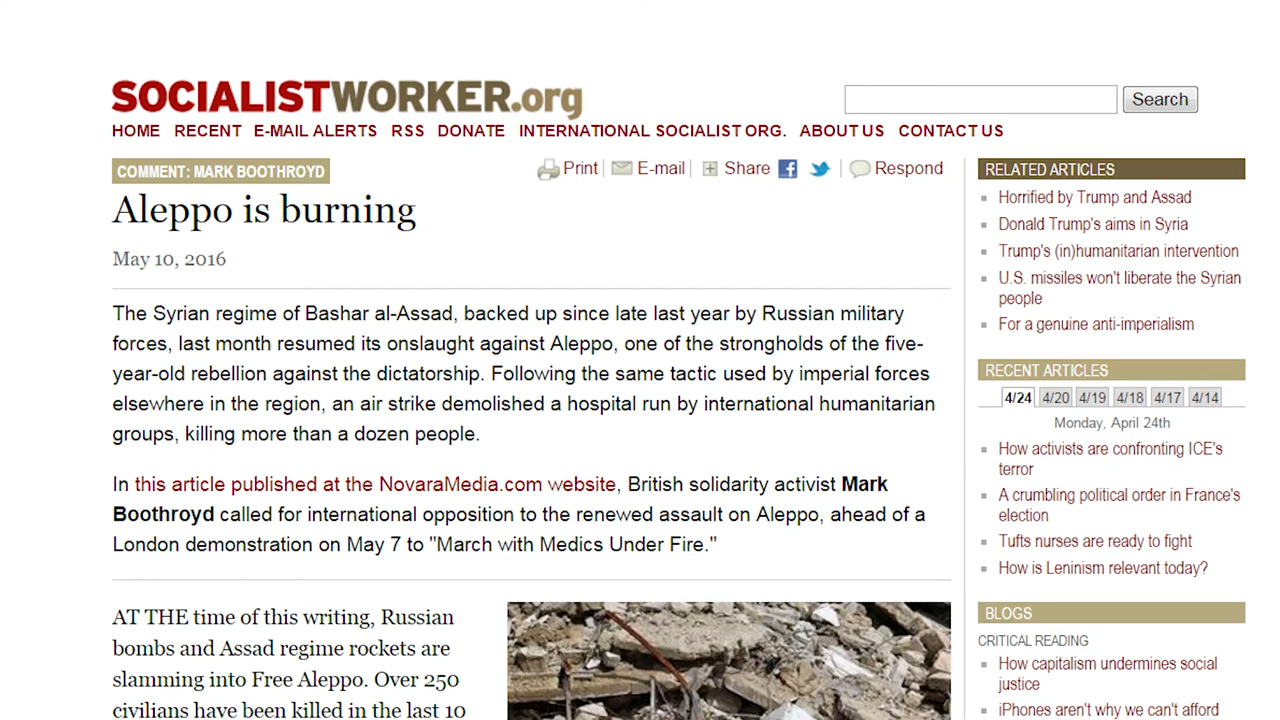 SOCIALISTWORKER.org
Search
HOME RECENT E-MAIL ALERTS RSS DONATE INTERNATIONAL SOCIALIST ORG. ABOUT US CONTACT US
COMMENT: MARK BOOTHROYD
Print E-mail Share Respond
Aleppo is burning
May 10, 2016
The Syrian regime of Bashar al-Assad, backed up since late last year by Russian military
forces, last month resumed its onslaught against Aleppo, one of the strongholds of the five-
year-old rebellion against the dictatorship. Following the same tactic used by imperial forces
elsewhere in the region, an air strike demolished a hospital run by international humanitarian
groups, killing more than a dozen people.
In this article published at the NovaraMedia.com website, British solidarity activist Mark
Boothroyd called for international opposition to the renewed assault on Aleppo, ahead of a
London demonstration on May 7 to "March with Medics Under Fire."
AT THE time of this writing, Russian
bombs and Assad regime rockets are
slamming into Free Aleppo. Over 250
civilians have been killed in the last 10
RELATED ARTICLES
Horrified by Trump and Assad
Donald Trump's aims in Syria
Trump's (in)humanitarian intervention
U.S. missiles won't liberate the Syrian
people
For a genuine anti-imperialism
RECENT ARTICLES
4/24 4/20 4/19 4/18 4/17 4/14
Monday, April 24th
How activists are confronting ICE's
terror
A crumbling political order in France's
election
Tufts nurses are ready to fight
How is Leninism relevant today?
BLOGS
CRITICAL READING
How capitalism undermines social
justice
iPhones aren't why we can't afford